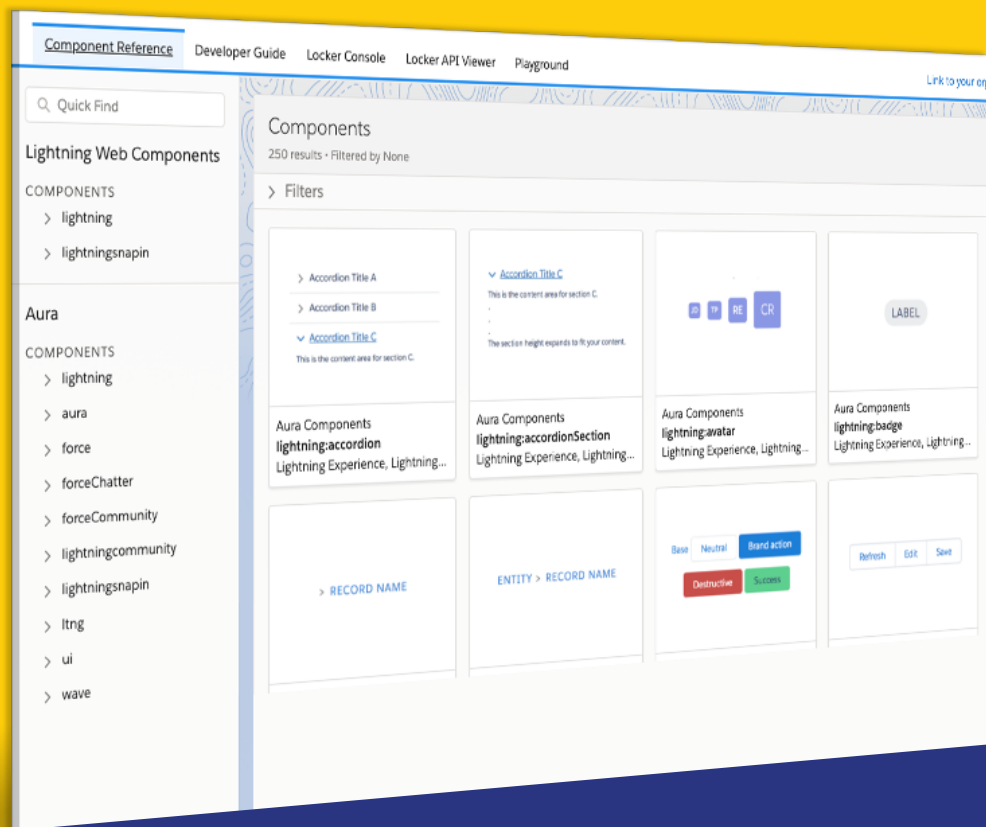 Component Reference
Developer Guide
Locker Console
Locker API Viewer
Playground
Link to your
Quick Find
Lightning Web Components
COMPONENTS
lightning
lightningsnapin
Aura
COMPONENTS
lightning
aura
force
forceChatter
forceCommunity
lightningcommunity
lightningsnapin
ltng
ui
wave
Components
250 results • Filtered by None
Filters
Accordion Title A
Accordion Title B
Accordion Title C
This is the content area for section C.
Aura Components
lightning:accordion
Lightning Experience, Lightning...
Accordion Title C
This is the content area for section C.
.
.
.
The section height expands to fit your content.
Aura Components
lightning:accordionSection
Lightning Experience, Lightning...
JD TP RE CR
Aura Components
lightning:avatar
Lightning Experience, Lightning...
LABEL
Aura Components
lightning:badge
Lightning Experience, Lightning...
> RECORD NAME
ENTITY > RECORD NAME
Base Neutral Brand action
Destructive Success
Refresh Edit Save